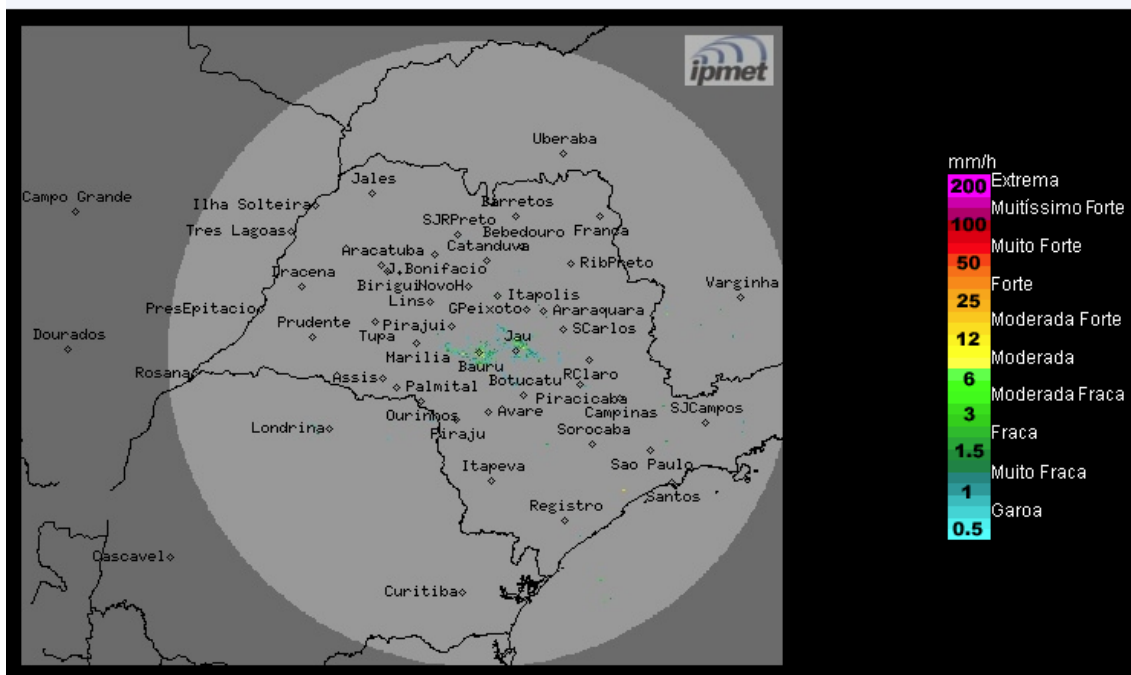 ipmet
Uberaba
Jales
Campo Grande
Ilha Solteira
Barretos
SJRPreto
Bebedouro
Franca
Tres Lagoas
Catanduva
Aracatuba
J.Bonifacio
RibPreto
Dracena
Birigui
NovoH
Varginha
Itapolis
Lins
GPeixoto
Araraquara
PresEpitacio
Prudente
Pirajui
SCarlos
Dourados
Tupa
Jau
Marilia
Bauru
Rosana
Assis
Palmital
Botucatu
RClaro
Piracicaba
Ourinhos
Avare
Campinas
SJCampos
Londrina
Piraju
Sorocaba
Itapeva
Sao Paulo
Santos
Registro
Cascavel
Curitiba
mm/h
200 Extrema
Muitíssimo Forte
100
Muito Forte
50
Forte
25
Moderada Forte
12
Moderada
6
Moderada Fraca
3
Fraca
1.5
Muito Fraca
1
Garoa
0.5